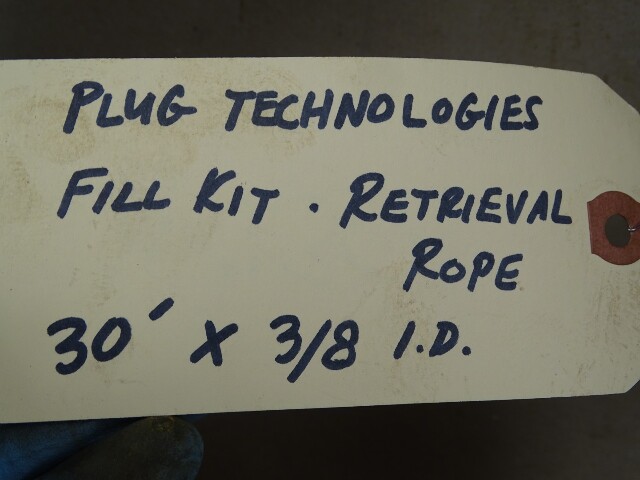 PLUG TECHNOLOGIES
FILL KIT . RETRIEVAL
ROPE
30' X 3/8 I.D.